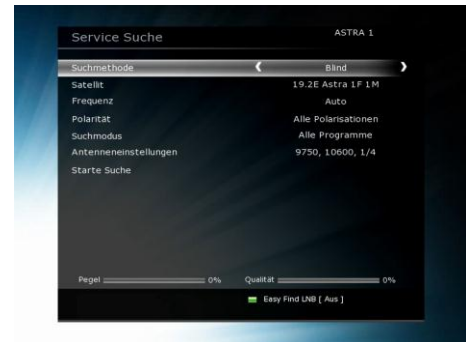 Service Suche ASTRA 1
Suchmethode Blind
Satellit 19.2E Astra 1F 1M
Frequenz Auto
Polarität Alle Polarisationen
Suchmodus Alle Programme
Antenneneinstellungen 9750, 10600, 1/4
Starte Suche
Pegel 0% Qualität 0%
Easy Find LNB [ Aus ]